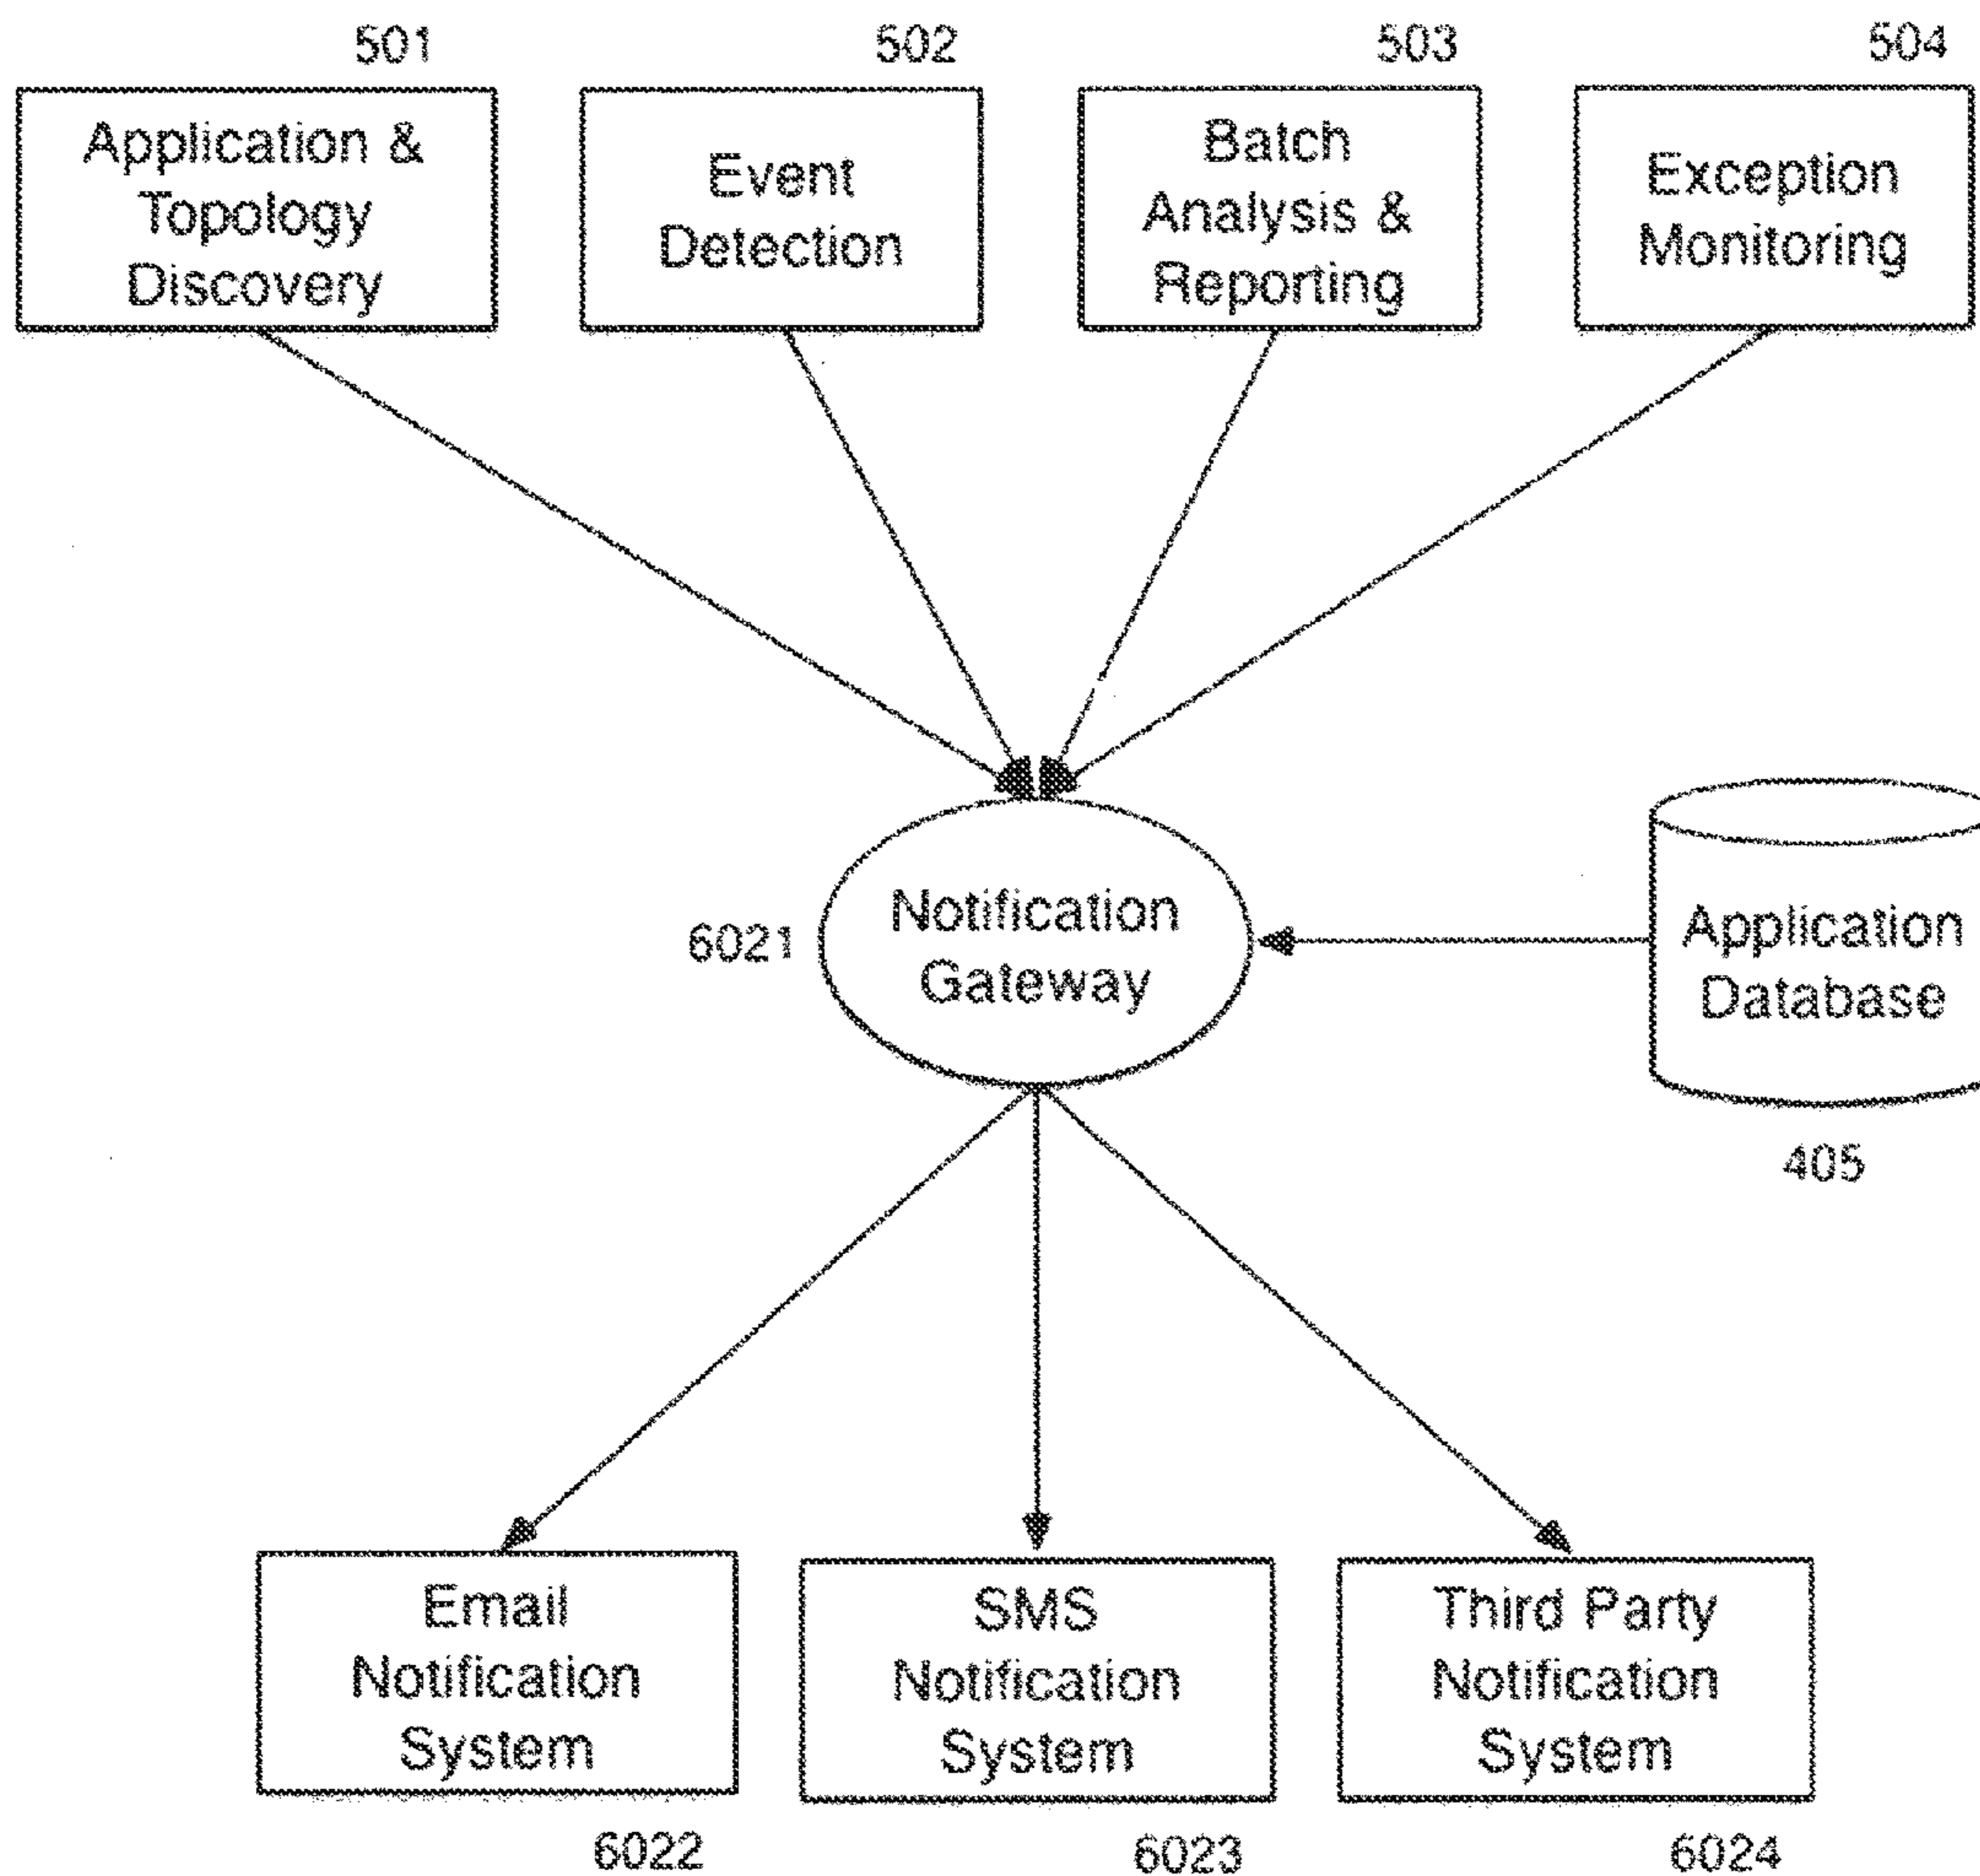 501
502
503
504
Application &
Topology
Discovery
Event
Detection
Batch
Analysis &
Reporting
Exception
Monitoring
6021
Notification
Gateway
Application
Database
405
Email
Notification
System
SMS
Notification
System
Third Party
Notification
System
6022
6023
6024